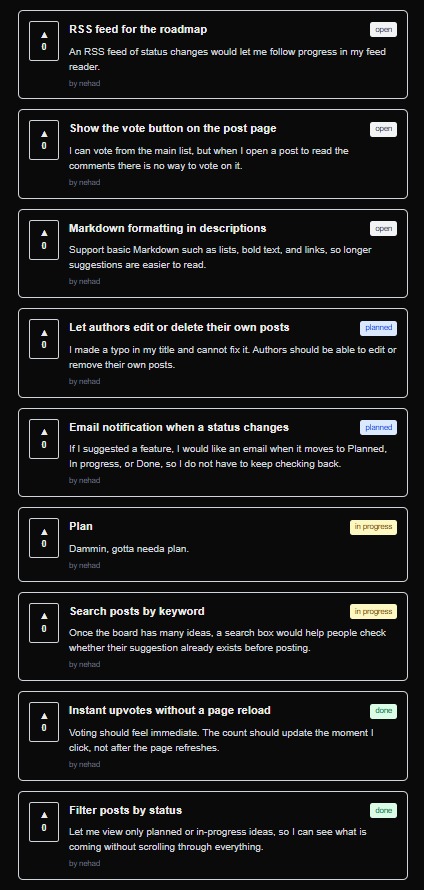 ▲
0
RSS feed for the roadmap
open
An RSS feed of status changes would let me follow progress in my feed
reader.
by nehad
▲
0
Show the vote button on the post page
open
I can vote from the main list, but when I open a post to read the
comments there is no way to vote on it.
by nehad
▲
0
Markdown formatting in descriptions
open
Support basic Markdown such as lists, bold text, and links, so longer
suggestions are easier to read.
by nehad
▲
0
Let authors edit or delete their own posts
planned
I made a typo in my title and cannot fix it. Authors should be able to edit or
remove their own posts.
by nehad
▲
0
Email notification when a status changes
planned
If I suggested a feature, I would like an email when it moves to Planned,
In progress, or Done, so I do not have to keep checking back.
by nehad
▲
0
Plan
in progress
Dammin, gotta needa plan.
by nehad
▲
0
Search posts by keyword
in progress
Once the board has many ideas, a search box would help people check
whether their suggestion already exists before posting.
by nehad
▲
0
Instant upvotes without a page reload
done
Voting should feel immediate. The count should update the moment I
click, not after the page refreshes.
by nehad
▲
0
Filter posts by status
done
Let me view only planned or in-progress ideas, so I can see what is
coming without scrolling through everything.
by nehad